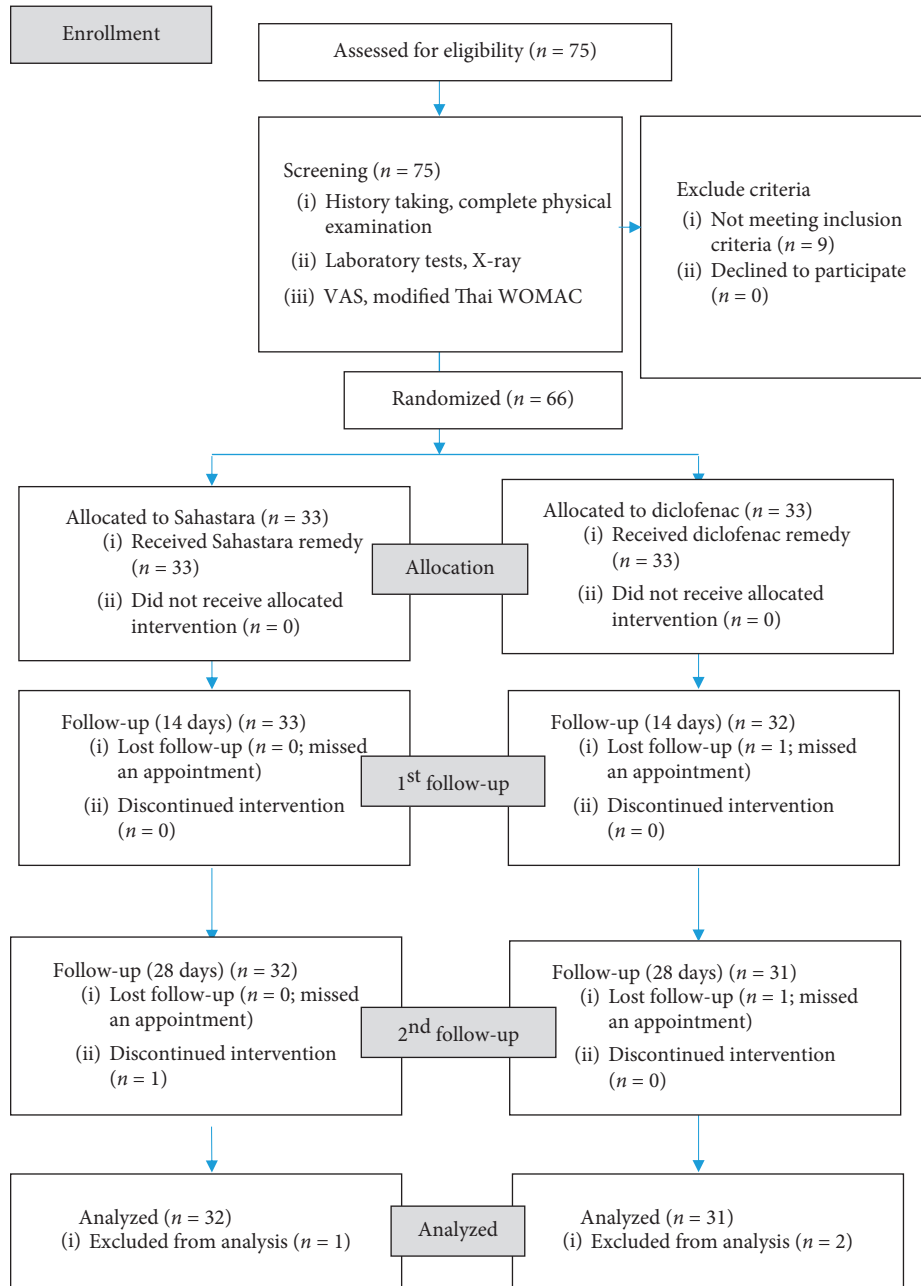 Enrollment
Assessed for eligibility (n = 75)
Screening (n = 75)
(i) History taking, complete physical
examination
(ii) Laboratory tests, X-ray
(iii) VAS, modified Thai WOMAC
Exclude criteria
(i) Not meeting inclusion
criteria (n = 9)
(ii) Declined to participate
(n = 0)
Randomized (n = 66)
Allocated to Sahastara (n = 33)
(i) Received Sahastara remedy
(n = 33)
(ii) Did not receive allocated
intervention (n = 0)
Allocation
Allocated to diclofenac (n = 33)
(i) Received diclofenac remedy
(n = 33)
(ii) Did not receive allocated
intervention (n = 0)
Follow-up (14 days) (n = 33)
(i) Lost follow-up (n = 0; missed
an appointment)
(ii) Discontinued intervention
(n = 0)
1st follow-up
Follow-up (14 days) (n = 32)
(i) Lost follow-up (n = 1; missed
an appointment)
(ii) Discontinued intervention
(n = 0)
Follow-up (28 days) (n = 32)
(i) Lost follow-up (n = 0; missed
an appointment)
(ii) Discontinued intervention
(n = 1)
2nd follow-up
Follow-up (28 days) (n = 31)
(i) Lost follow-up (n = 1; missed
an appointment)
(ii) Discontinued intervention
(n = 0)
Analyzed (n = 32)
(i) Excluded from analysis (n = 1)
Analyzed
Analyzed (n = 31)
(i) Excluded from analysis (n = 2)